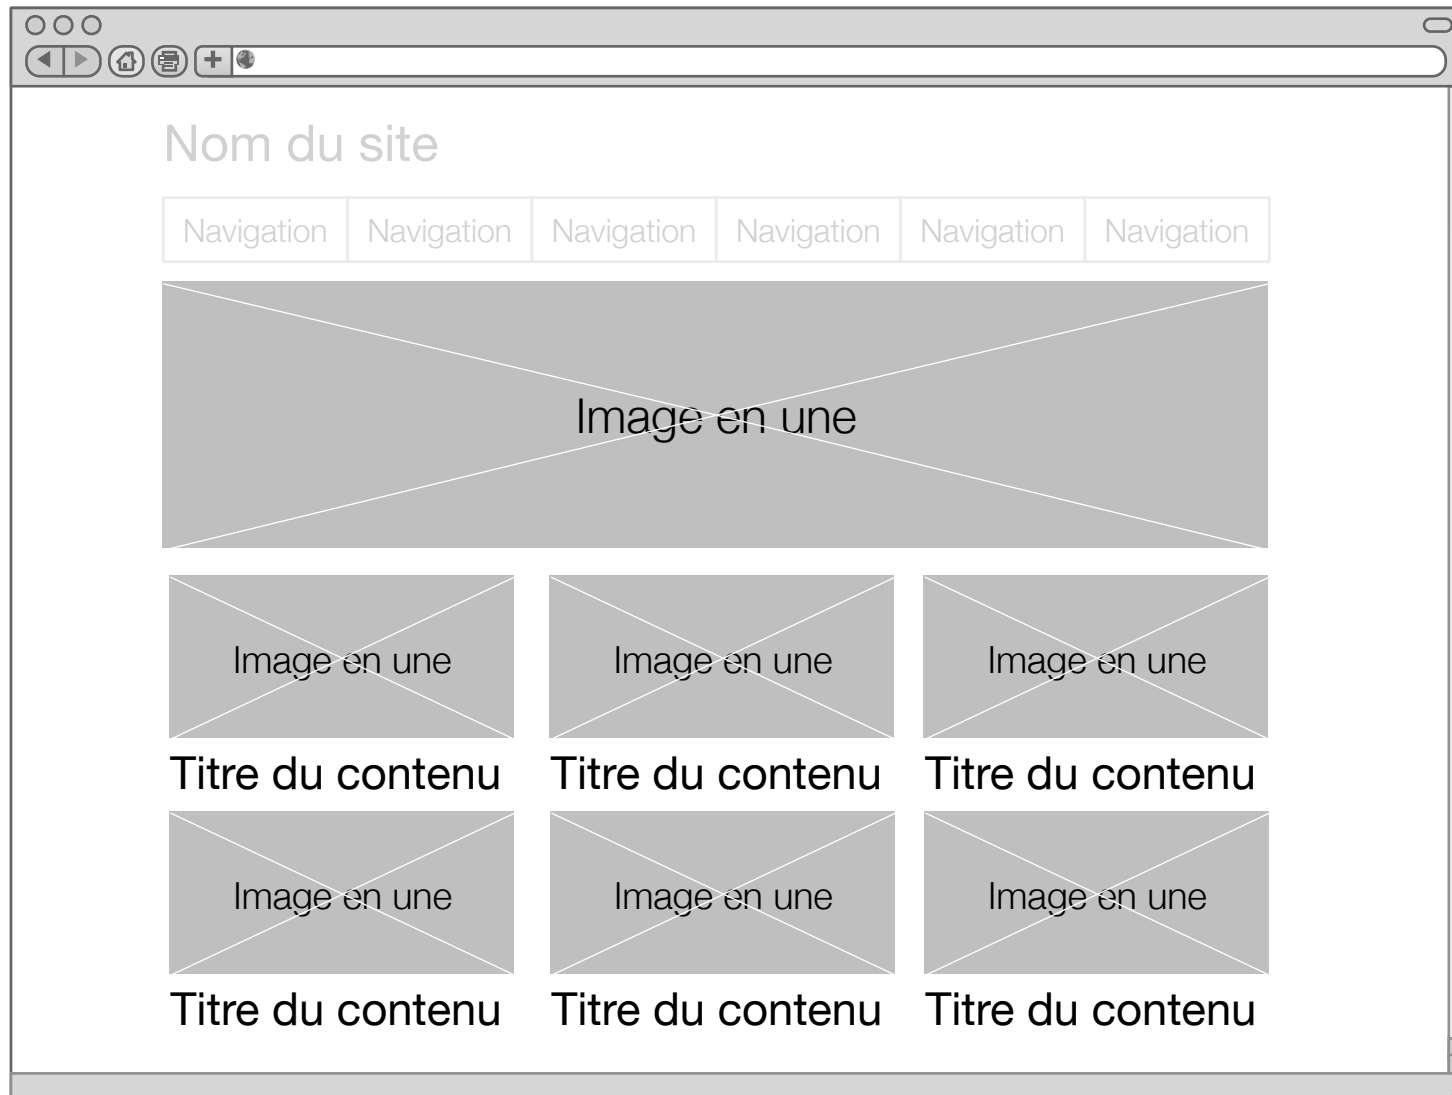 Nom du site
Navigation Navigation Navigation Navigation Navigation Navigation
Image en une
Image en une Image en une Image en une
Titre du contenu Titre du contenu Titre du contenu
Image en une Image en une Image en une
Titre du contenu Titre du contenu Titre du contenu